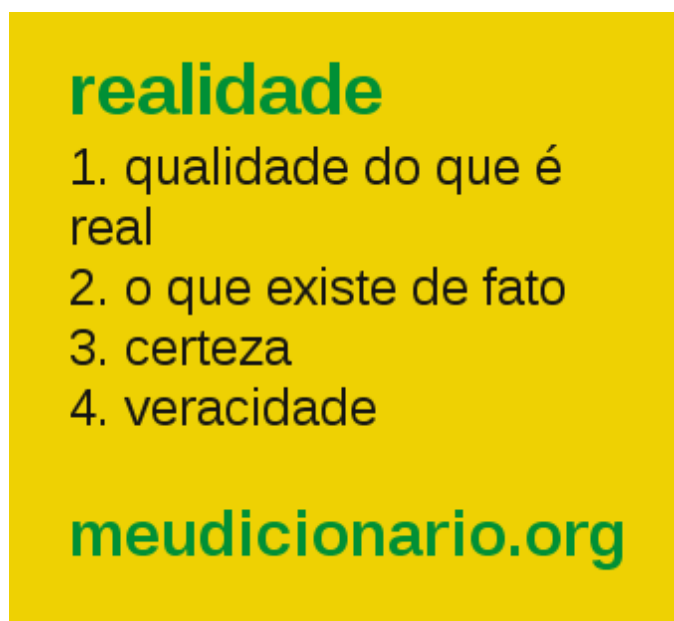 realidade
1. qualidade do que é
real
2. o que existe de fato
3. certeza
4. veracidade
meudicionario.org